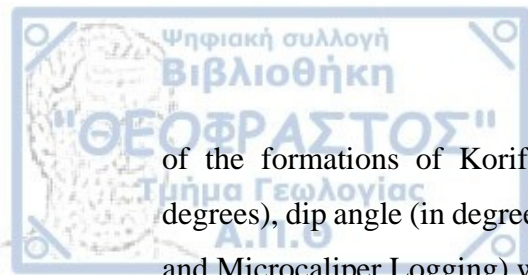 Ψηφιακή συλλογή
Βιβλιοθήκη
"ΘΕΟΦΡΑΣΤΟΣ"
of the formations of Korif
Τμήμα Γεωλογίας
degrees), dip angle (in degree
Α.Π.Θ
and Microcaliper Logging) w